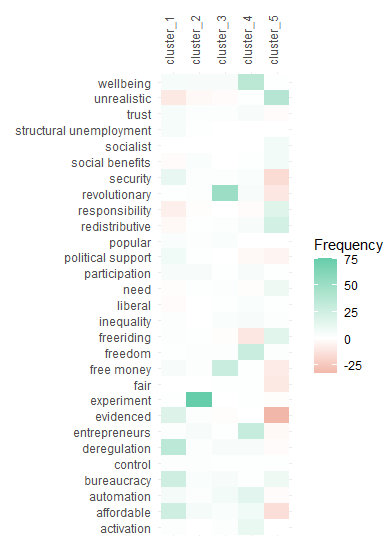 cluster_1
cluster_2
cluster_3
cluster_4
cluster_5
wellbeing
unrealistic
trust
structural unemployment
socialist
social benefits
security
revolutionary
responsibility
redistributive
popular
political support
participation
need
liberal
inequality
freeriding
freedom
free money
fair
experiment
evidenced
entrepreneurs
deregulation
control
bureaucracy
automation
affordable
activation
Frequency
75
50
25
0
-25